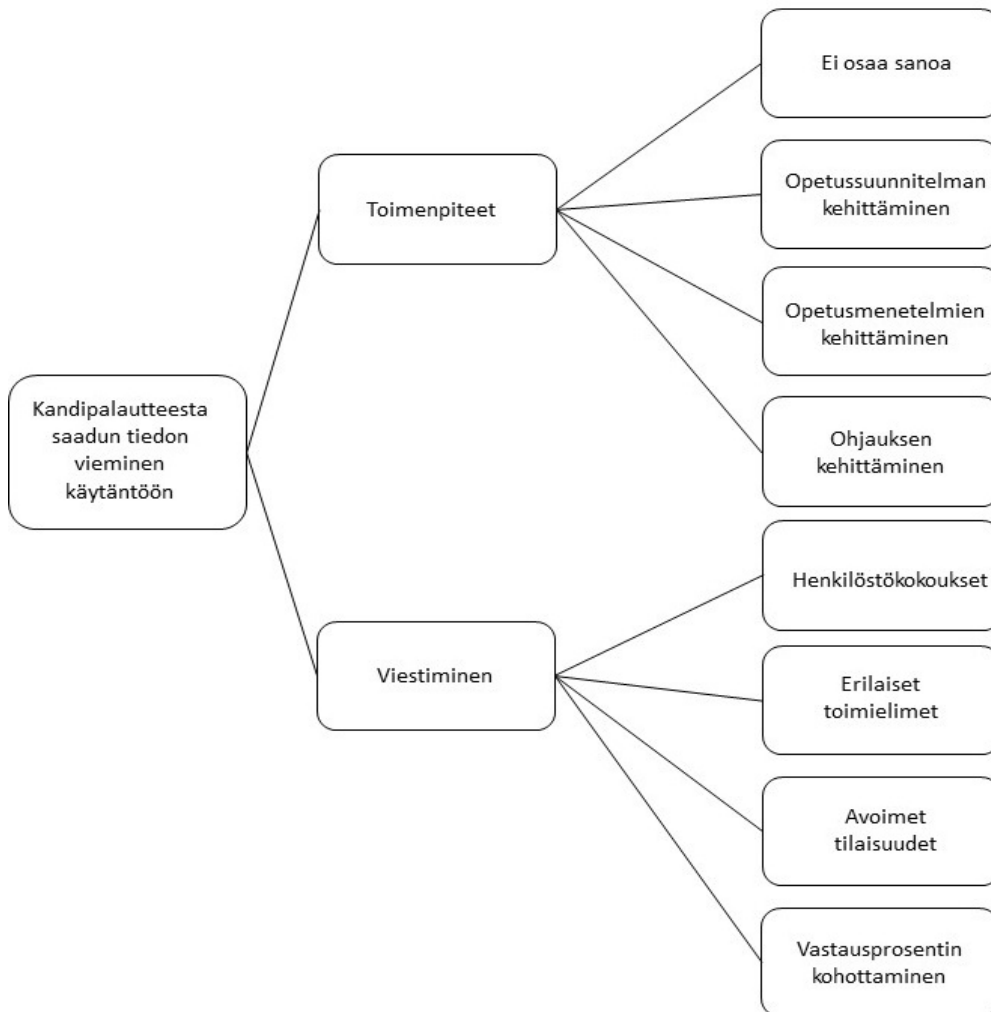 Kandipalautteesta
saadun tiedon
vieminen
käytäntöön
Toimenpiteet
Ei osaa sanoa
Opetussuunnitelman
kehittäminen
Opetusmenetelmien
kehittäminen
Ohjauksen
kehittäminen
Viestiminen
Henkilöstökokoukset
Erilaiset
toimielimet
Avoimet
tilaisuudet
Vastausprosentin
kohottaminen